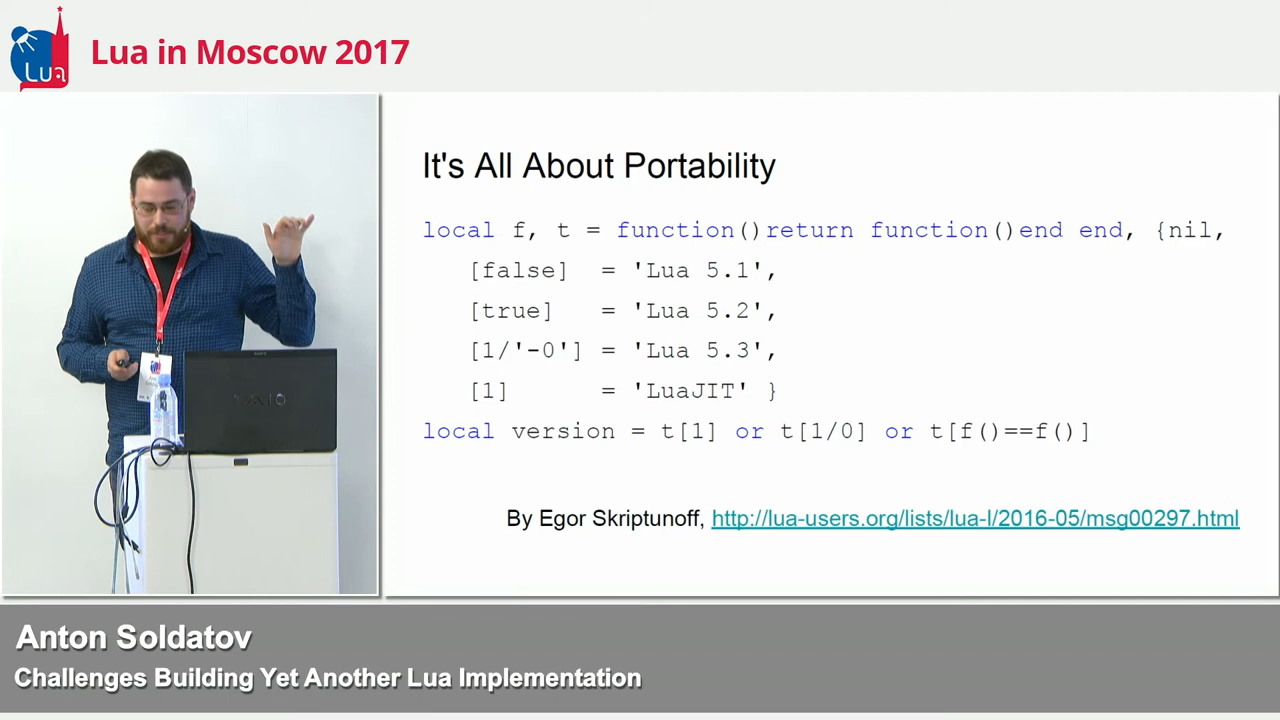 Lua
Lua in Moscow 2017
It's All About Portability
local f, t = function()return function()end end, {nil,
[false] = 'Lua 5.1',
[true] = 'Lua 5.2',
[1/'-0'] = 'Lua 5.3',
[1] = 'LuaJIT' }
local version = t[1] or t[1/0] or t[f()==f()]
By Egor Skriptunoff, http://lua-users.org/lists/lua-l/2016-05/msg00297.html
VAIO
Anton Soldatov
Challenges Building Yet Another Lua Implementation